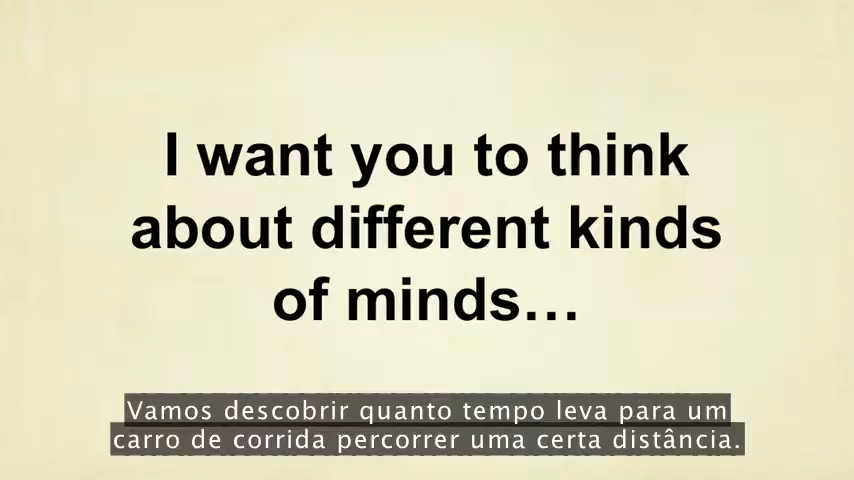 I want you to think
about different kinds
of minds…
Vamos descobrir quanto tempo leva para um
carro de corrida percorrer uma certa distância.